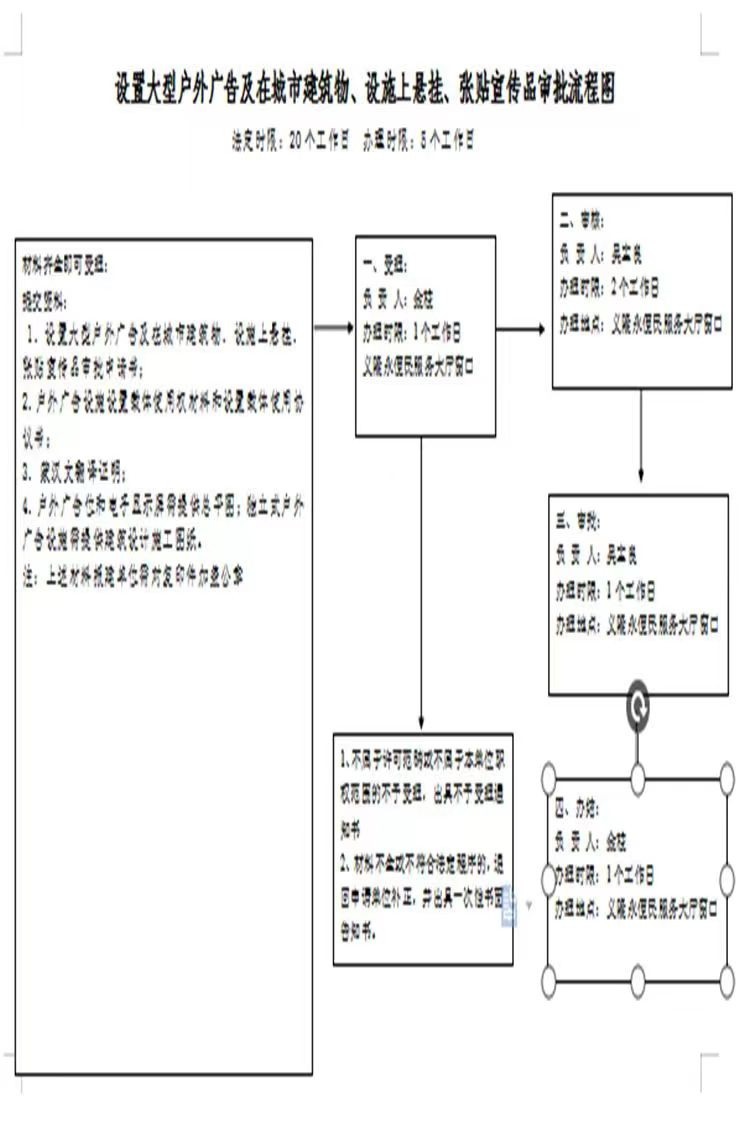 设置大型户外广告及在城市建筑物、设施上悬挂、张贴宣传品审批流程图
法定时限：20个工作日 办理时限：5个工作日
材料齐全即可受理：
提交资料：
1．设置大型户外广告及在城市建筑物、设施上悬挂、
张贴宣传品审批申请书；
2.户外广告设施设置载体使用权材料和设置载体使用协
议书；
3．蒙汉文翻译证明；
4．户外广告位和电子显示屏需提供总平图；独立式户外
广告设施需提供建筑设计施工图纸。
注：上述材料报建单位需对复印件加盖公章
一、受理：
负 责 人：金
办理时限：1个工作日
义隆永便民服务大厅窗口
二、审核：
负 责 人：吴
办理时限：2个工作日
办理地点：义隆永便民服务大厅窗口
三、审批：
负 责 人：吴
办理时限：1个工作日
办理地点：义隆永便民服务大厅窗口
1、不属于许可范畴或不属于本单位职
权范围的不予受理，出具不予受理通
知书
2、材料不全或不符合法定程序的，退
回申请单位补正，并出具一次性书面
告知书。
四、办结：
负 责 人：金
办理时限：1个工作日
办理地点：义隆永便民服务大厅窗口